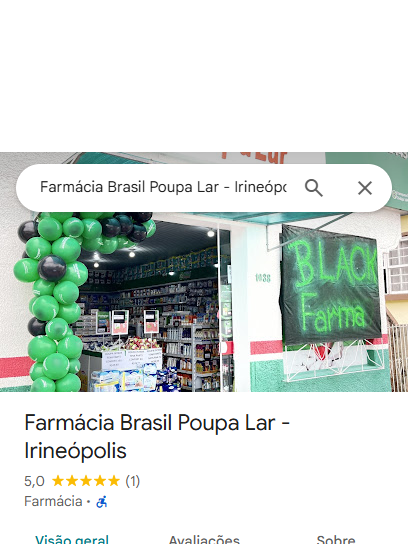 Farmácia Brasil Poupa Lar - Irineópo
1036
BLACK
Farma
Farmácia Brasil Poupa Lar -
Irineópolis
5,0 (1)
Farmácia ·
Visão geral Avaliações Sobre